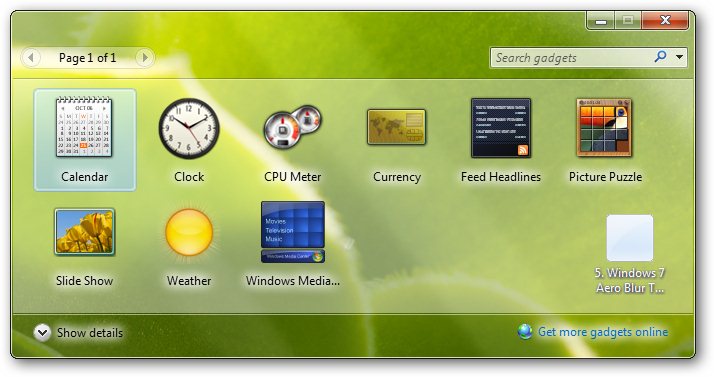 Page 1 of 1
Search gadgets
OCT 06
Calendar
Clock
CPU Meter
Currency
Feed Headlines
Picture Puzzle
Movies
Television
Music
Windows Media Center
Slide Show
Weather
Windows Media...
5. Windows 7
Aero Blur T...
Show details
Get more gadgets online